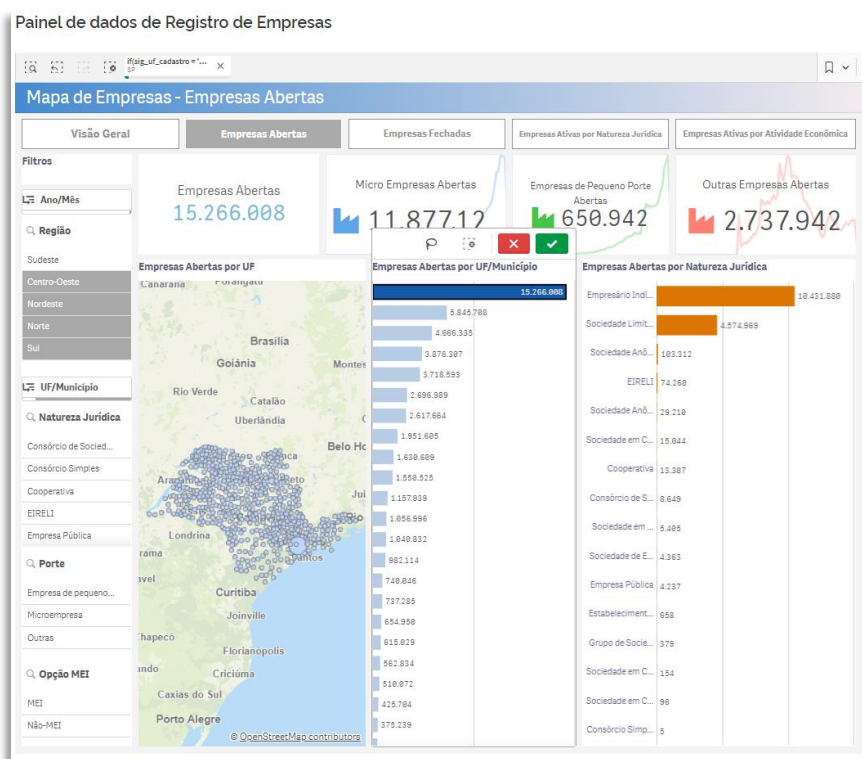 Painel de dados de Registro de Empresas
if(sig_uf_cadastro='...
SP
Mapa de Empresas - Empresas Abertas
Visão Geral
Empresas Abertas
Empresas Fechadas
Empresas Ativas por Natureza Jurídica
Empresas Ativas por Atividade Econômica
Filtros
Ano/Mês
Região
Sudeste
Centro-Oeste
Nordeste
Norte
Sul
UF/Município
Natureza Jurídica
Consórcio de Socied...
Consórcio Simples
Cooperativa
EIRELI
Empresa Pública
Porte
Empresa de pequeno...
Microempresa
Outras
Opção MEI
MEI
Não-MEI
Empresas Abertas
15.266.008
Micro Empresas Abertas
11.877.12
Empresas de Pequeno Porte
Abertas
650.942
Outras Empresas Abertas
2.737.942
Empresas Abertas por UF
Canarana
Porangatu
Brasília
Goiânia
Montes
Rio Verde
Catalão
Uberlândia
Belo Ho
Jui
Londrina
Santos
Curitiba
Joinville
Florianópolis
Criciúma
Caxias do Sul
Porto Alegre
© OpenStreetMap contributors
Empresas Abertas por UF/Município
15.266.008
5.845.708
4.666.335
3.876.307
3.718.593
2.696.989
2.617.664
1.951.605
1.630.609
1.550.525
1.157.939
1.056.996
1.040.832
982.114
740.046
737.285
654.950
615.029
562.834
510.072
425.704
375.239
Empresas Abertas por Natureza Jurídica
Empresário Indi... 10.431.880
Sociedade Limit... 4.574.969
Sociedade Anô... 103.312
EIRELI 74.260
Sociedade Anô... 29.210
Sociedade em C... 15.044
Cooperativa 13.387
Consórcio de S... 8.649
Sociedade em ... 5.405
Sociedade de E... 4.363
Empresa Pública 4.237
Estabeleciment... 658
Grupo de Socie... 379
Sociedade em C... 154
Sociedade em C... 96
Consórcio Simp... 5